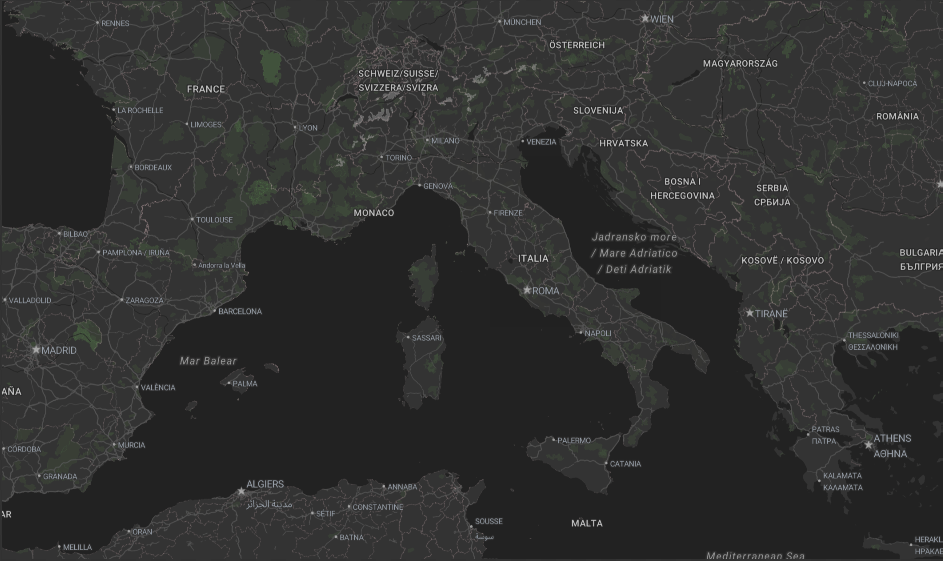 RENNES
MÜNCHEN
WIEN
ÖSTERREICH
MAGYARORSZÁG
SCHWEIZ/SUISSE/
SVIZZERA/SVIZRA
FRANCE
CLUJ-NAPOCA
LA ROCHELLE
LIMOGES
LYON
SLOVENIJA
ROMÂNIA
MILANO
VENEZIA
HRVATSKA
TORINO
BORDEAUX
GENOVA
BOSNA I
HERCEGOVINA
SERBIA
СРБИЈА
MONACO
FIRENZE
TOULOUSE
BILBAO
Jadransko more
/ Mare Adriatico
/ Deti Adriatik
PAMPLONA / IRUÑA
Andorra la Vella
ITALIA
KOSOVË / KOSOVO
BULGARIA
БЪЛГАРИЯ
VALLADOLID
ZARAGOZA
ROMA
BARCELONA
TIRANË
MADRID
SASSARI
NAPOLI
THESSALONIKI
ΘΕΣΣΑΛΟΝΙΚΗ
Mar Balear
VALÈNCIA
PALMA
AÑA
PATRAS
ΠΑΤΡΑ
MURCIA
CÓRDOBA
PALERMO
ATHENS
ΑΘΗΝΑ
CATANIA
GRANADA
KALAMATA
ΚΑΛΑΜΑΤΑ
ALGIERS
مدينة الجزائر
ANNABA
CONSTANTINE
SÉTIF
AR
SOUSSE
سوسة
MALTA
ORAN
BATNA
MELILLA
HERAKL
ΗΡΑΚΛΕ
Mediterranean Sea